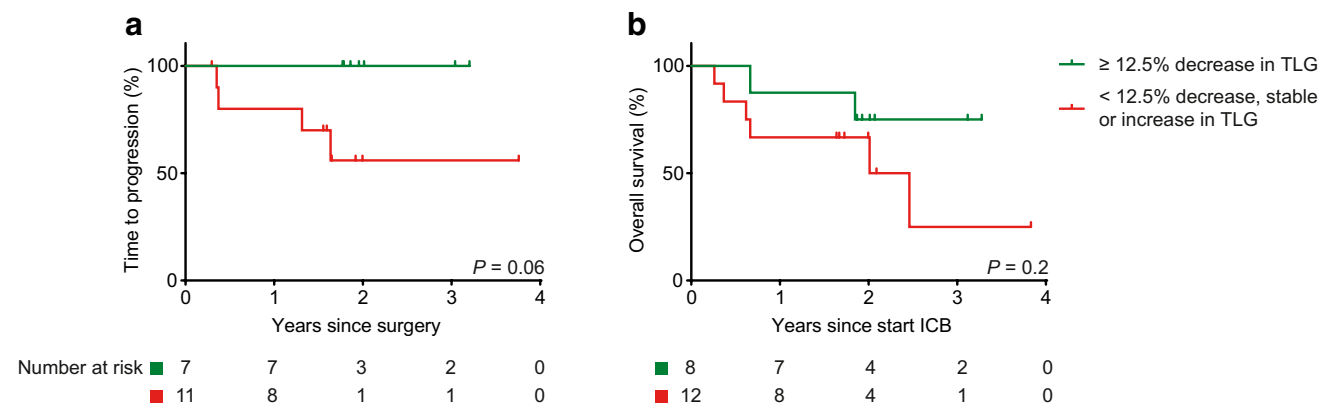 a
Time to progression (%)
100
50
0
P = 0.06
0 1 2 3 4
Years since surgery
b
Overall survival (%)
100
50
0
P = 0.2
0 1 2 3 4
Years since start ICB
≥ 12.5% decrease in TLG
< 12.5% decrease, stable
or increase in TLG
Number at risk 7 7 3 2 0
11 8 1 1 0
8 7 4 2 0
12 8 4 1 0